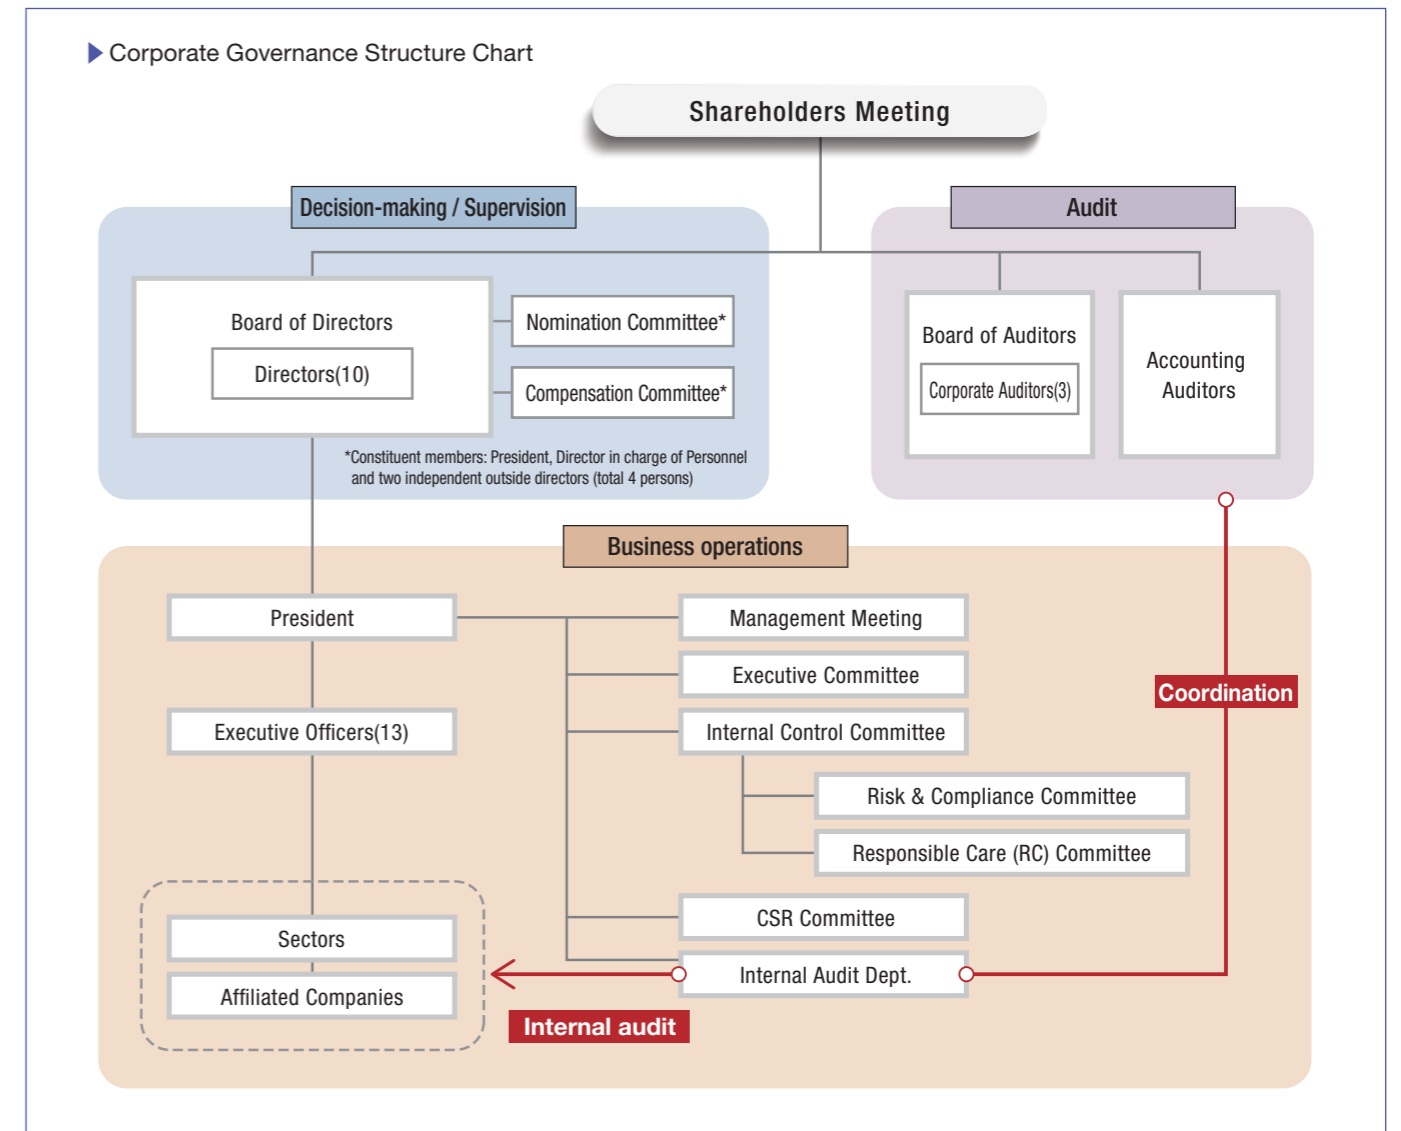 Corporate Governance Structure Chart
Shareholders Meeting
Decision-making / Supervision
Audit
Board of Directors
Directors(10)
Nomination Committee*
Compensation Committee*
*Constituent members: President, Director in charge of Personnel
and two independent outside directors (total 4 persons)
Board of Auditors
Corporate Auditors(3)
Accounting
Auditors
Business operations
President
Executive Officers(13)
Sectors
Affiliated Companies
Management Meeting
Executive Committee
Internal Control Committee
Risk & Compliance Committee
Responsible Care (RC) Committee
CSR Committee
Internal Audit Dept.
Coordination
Internal audit